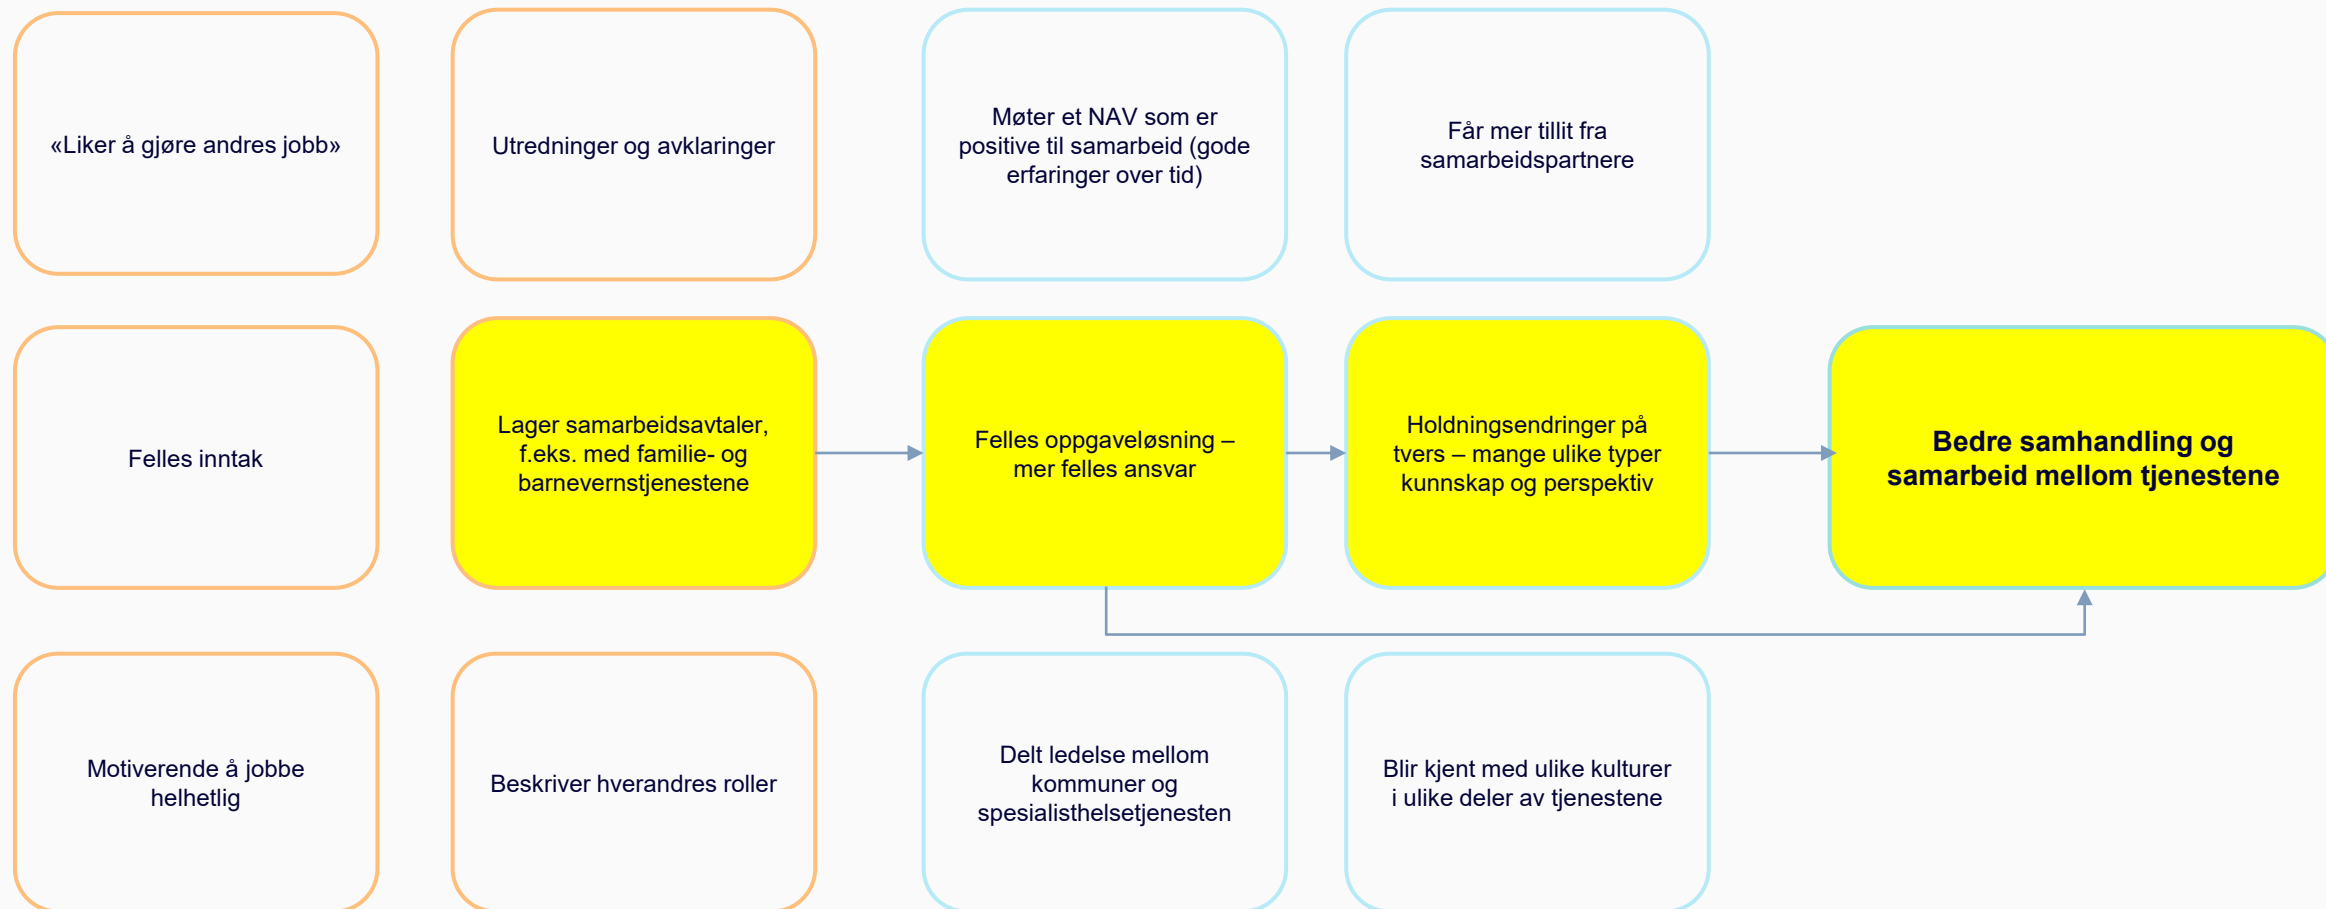 «Liker å gjøre andres jobb»
Utredninger og avklaringer
Møter et NAV som er
positive til samarbeid (gode
erfaringer over tid)
Får mer tillit fra
samarbeidspartnere
Felles inntak
Lager samarbeidsavtaler,
f.eks. med familie- og
barnevernstjenestene
Felles oppgaveløsning –
mer felles ansvar
Holdningsendringer på
tvers – mange ulike typer
kunnskap og perspektiv
Bedre samhandling og
samarbeid mellom tjenestene
Motiverende å jobbe
helhetlig
Beskriver hverandres roller
Delt ledelse mellom
kommuner og
spesialisthelsetjenesten
Blir kjent med ulike kulturer
i ulike deler av tjenestene